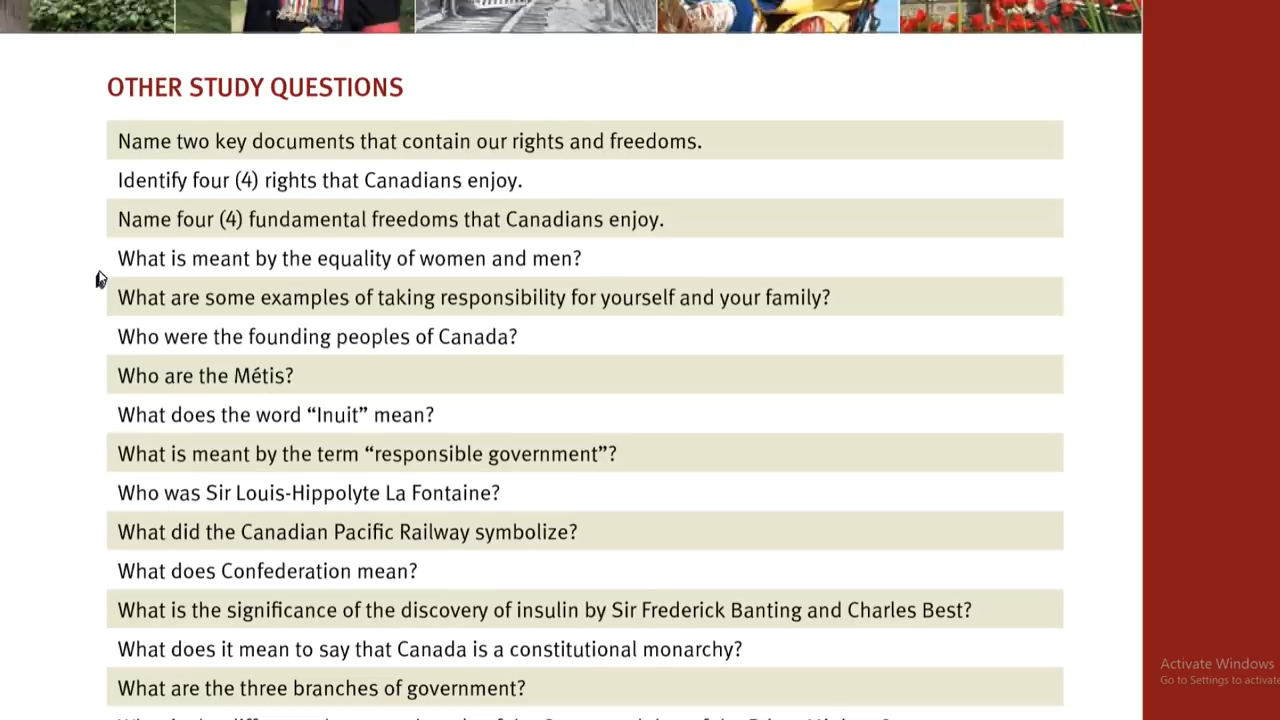 OTHER STUDY QUESTIONS
Name two key documents that contain our rights and freedoms.
Identify four (4) rights that Canadians enjoy.
Name four (4) fundamental freedoms that Canadians enjoy.
What is meant by the equality of women and men?
What are some examples of taking responsibility for yourself and your family?
Who were the founding peoples of Canada?
Who are the Métis?
What does the word “Inuit” mean?
What is meant by the term “responsible government”?
Who was Sir Louis-Hippolyte La Fontaine?
What did the Canadian Pacific Railway symbolize?
What does Confederation mean?
What is the significance of the discovery of insulin by Sir Frederick Banting and Charles Best?
What does it mean to say that Canada is a constitutional monarchy?
What are the three branches of government?
Activate Windows
Go to Settings to activate